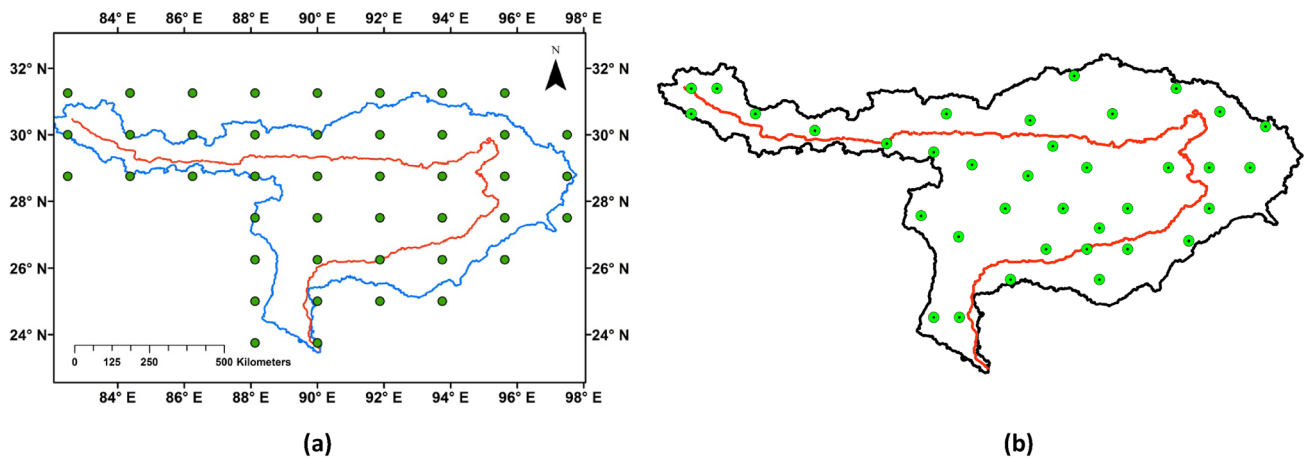 84° E 86° E 88° E 90° E 92° E 94° E 96° E 98° E
N
32° N 32° N
30° N 30° N
28° N 28° N
26° N 26° N
24° N 24° N
0 125 250 500 Kilometers
84° E 86° E 88° E 90° E 92° E 94° E 96° E 98° E
(a) (b)